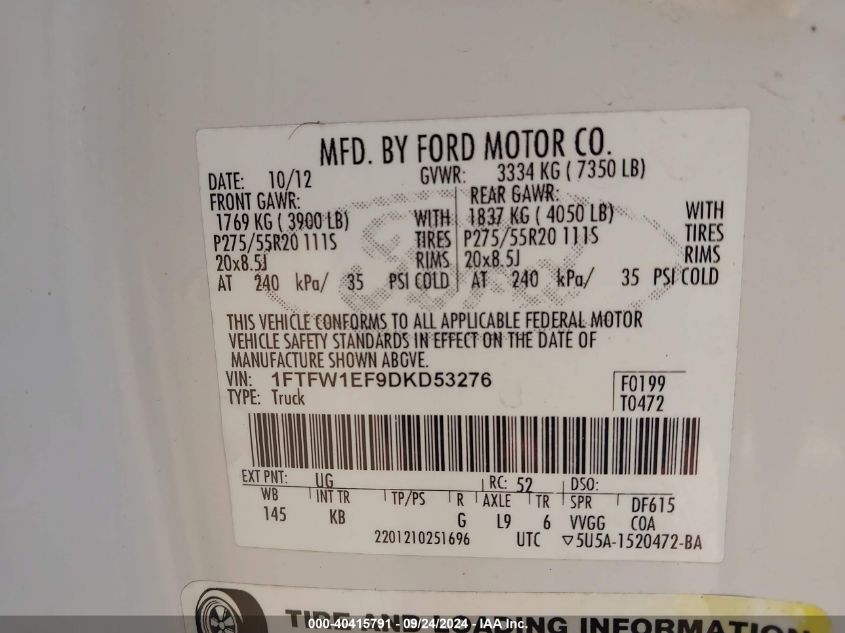 MFD. BY FORD MOTOR CO.
DATE: 10/12 GVWR: 3334 KG ( 7350 LB)
FRONT GAWR: REAR GAWR:
1769 KG ( 3900 LB) WITH 1837 KG ( 4050 LB) WITH
P275/55R20 111S TIRES P275/55R20 111S TIRES
20x8.5J RIMS 20x8.5J RIMS
AT 240 kPa/ 35 PSI COLD AT 240 kPa/ 35 PSI COLD
THIS VEHICLE CONFORMS TO ALL APPLICABLE FEDERAL MOTOR
VEHICLE SAFETY STANDARDS IN EFFECT ON THE DATE OF
MANUFACTURE SHOWN ABOVE.
VIN: 1FTFW1EF9DKD53276 F0199
TYPE: Truck T0472
EXT PNT: UG RC: 52 DSO:
WB INT TR TP/PS R AXLE TR SPR DF615
145 KB G L9 6 VVGG COA
2201210251696 UTC ▽5U5A-1520472-BA
TIRE AND LOADING INFORMATION
000-40415791 - 09/24/2024 - IAA Inc.